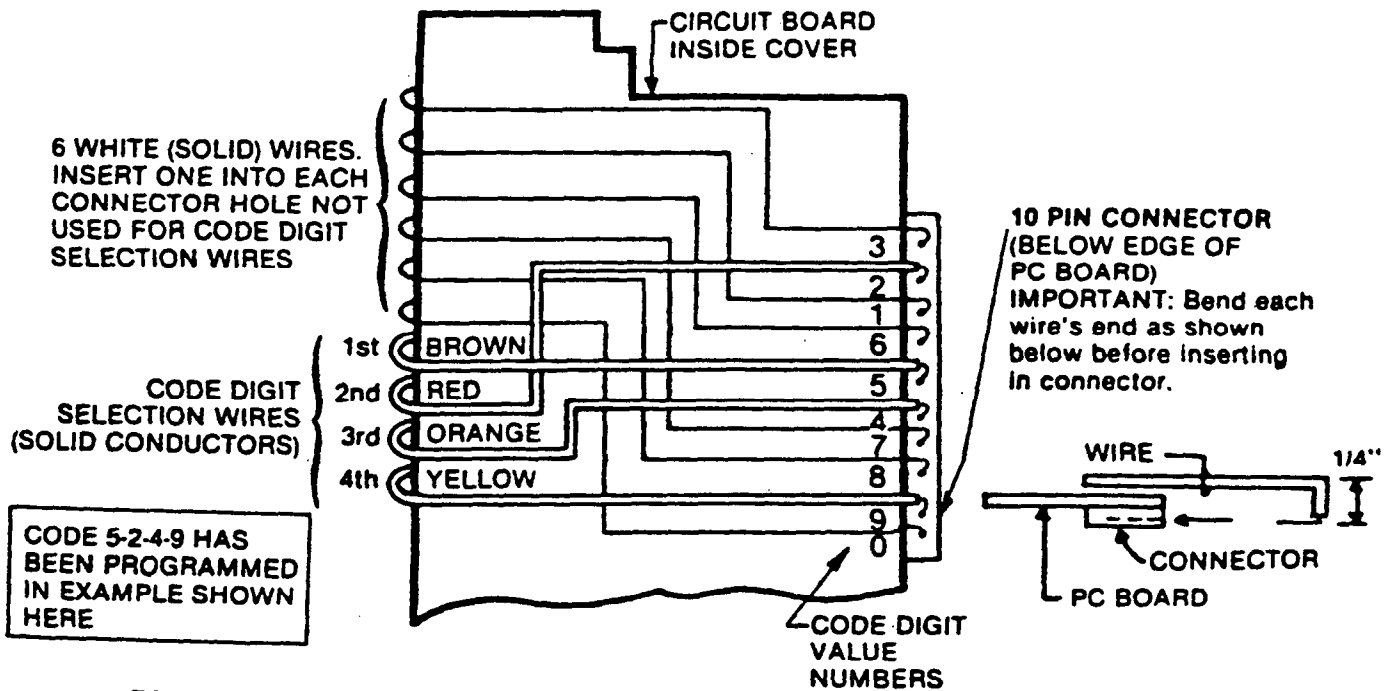 CIRCUIT BOARD
INSIDE COVER
6 WHITE (SOLID) WIRES.
INSERT ONE INTO EACH
CONNECTOR HOLE NOT
USED FOR CODE DIGIT
SELECTION WIRES
10 PIN CONNECTOR
(BELOW EDGE OF
PC BOARD)
IMPORTANT: Bend each
wire's end as shown
below before inserting
in connector.
3
2
1
6
5
4
7
8
9
0
1st
BROWN
2nd
RED
3rd
ORANGE
4th
YELLOW
CODE DIGIT
SELECTION WIRES
(SOLID CONDUCTORS)
CODE 5-2-4-9 HAS
BEEN PROGRAMMED
IN EXAMPLE SHOWN
HERE
WIRE
1/4"
CONNECTOR
PC BOARD
CODE DIGIT
VALUE
NUMBERS